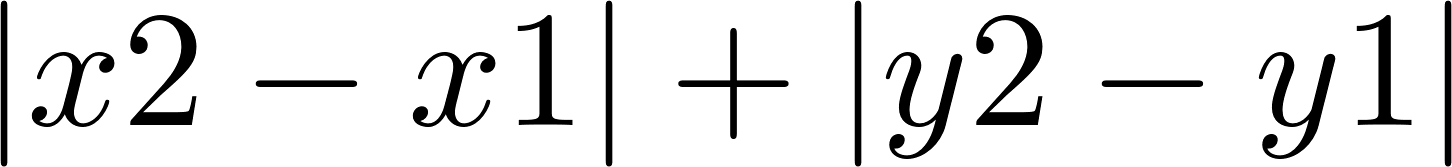 |x2 − x1| + |y2 − y1|